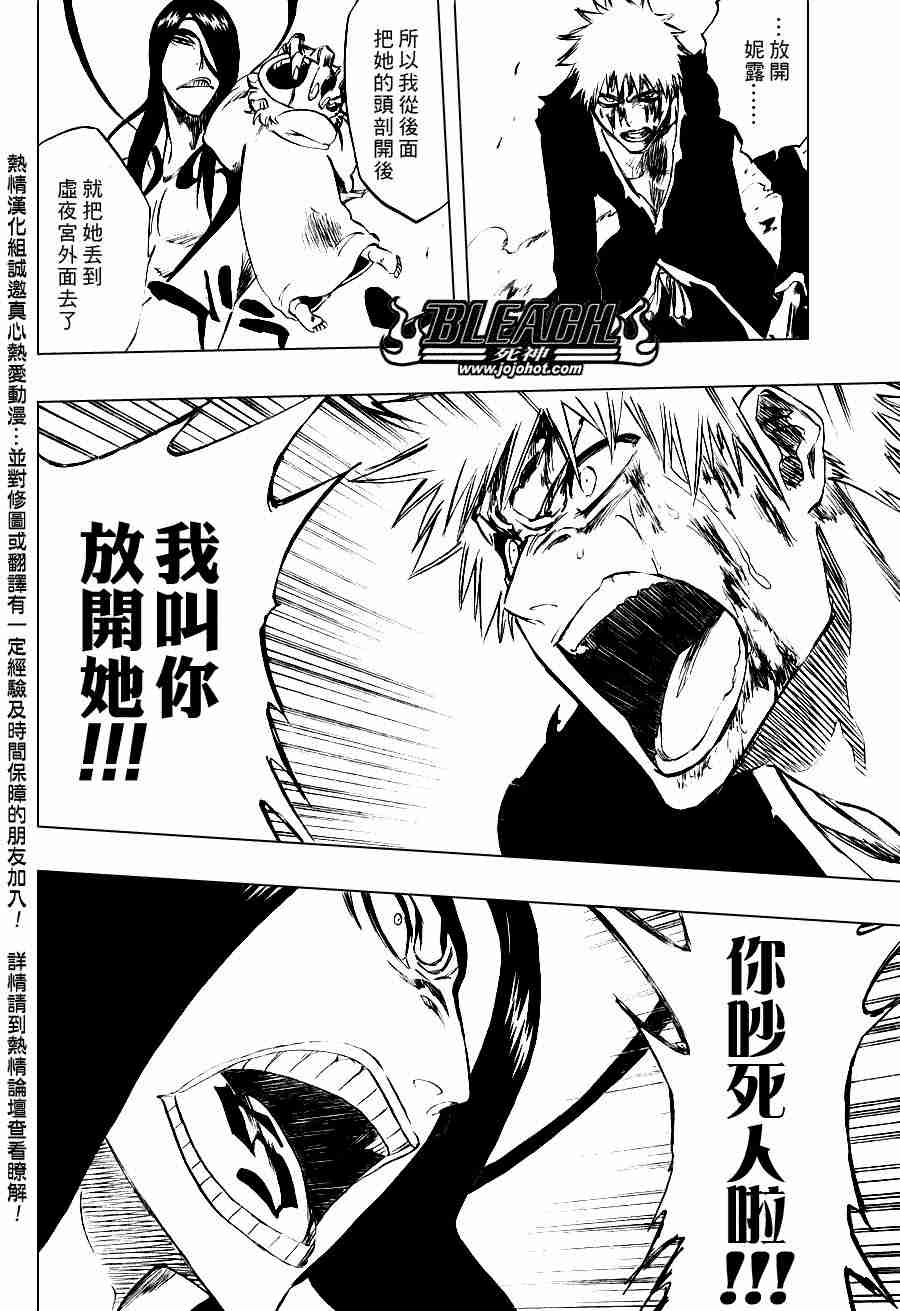 …放開
妮露……
所以我從後面
把她的頭剖開後
就把她丟到
虛夜宮外面去了
BLEACH
死神
www.jojohot.com
我叫你
放開她!!!
你吵死人啦!!!
熱情漢化組誠邀真心熱愛動漫…並對修圖或翻譯有一定經驗及時間保障的朋友加入！ 詳情請到熱情論壇查看瞭解！